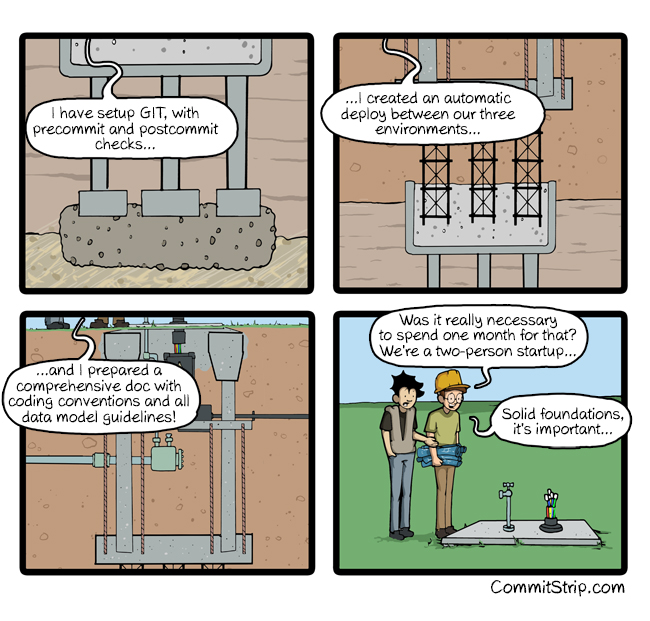 I have setup GIT, with
precommit and postcommit
checks...
...I created an automatic
deploy between our three
environments...
...and I prepared a
comprehensive doc with
coding conventions and all
data model guidelines!
Was it really necessary
to spend one month for that?
We're a two-person startup...
Solid foundations,
it's important...
CommitStrip.com